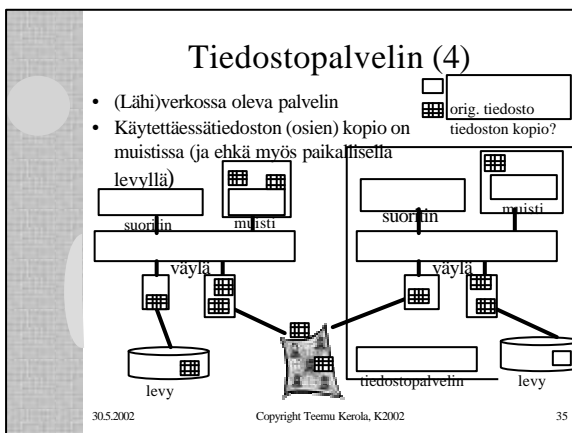 Tiedostopalvelin (4)
• (Lähi)verkossa oleva palvelin
• Käytettäessätiedoston (osien) kopio on
muistissa (ja ehkä myös paikallisella
levyllä)
orig. tiedosto
tiedoston kopio?
suoritin
muisti
väylä
levy
suoritin
muisti
väylä
tiedostopalvelin
levy
30.5.2002
Copyright Teemu Kerola, K2002
35